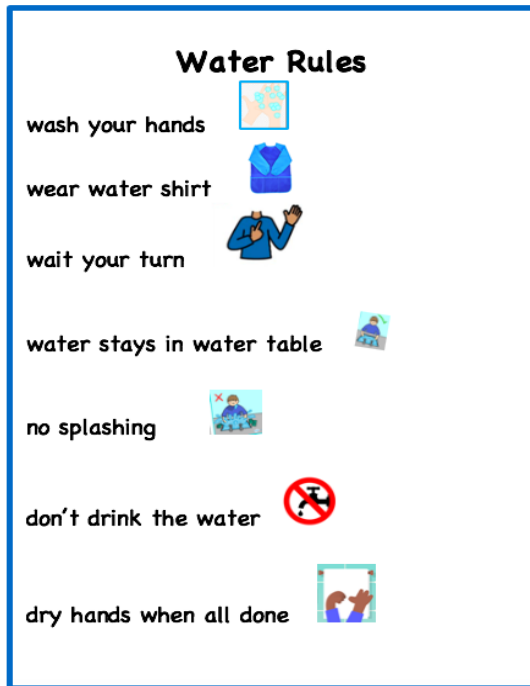 Water Rules
wash your hands
wear water shirt
wait your turn
water stays in water table
no splashing
don't drink the water
dry hands when all done